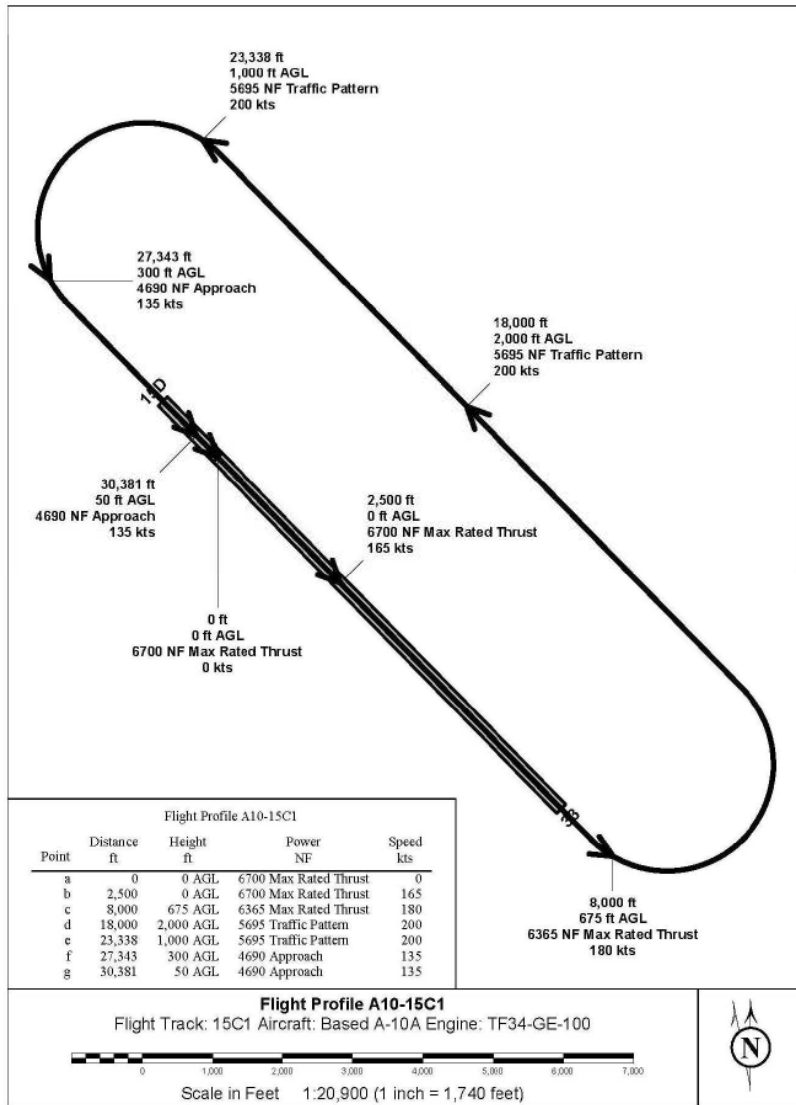 23,338 ft
1,000 ft AGL
5695 NF Traffic Pattern
200 kts
27,343 ft
300 ft AGL
4690 NF Approach
135 kts
18,000 ft
2,000 ft AGL
5695 NF Traffic Pattern
200 kts
30,381 ft
50 ft AGL
4690 NF Approach
135 kts
2,500 ft
0 ft AGL
6700 NF Max Rated Thrust
165 kts
0 ft
0 ft AGL
6700 NF Max Rated Thrust
0 kts
8,000 ft
675 ft AGL
6365 NF Max Rated Thrust
180 kts
Flight Profile A10-15C1
Distance Height Power Speed
Point ft ft NF kts
a 0 0 AGL 6700 Max Rated Thrust 0
b 2,500 0 AGL 6700 Max Rated Thrust 165
c 8,000 675 AGL 6365 Max Rated Thrust 180
d 18,000 2,000 AGL 5695 Traffic Pattern 200
e 23,338 1,000 AGL 5695 Traffic Pattern 200
f 27,343 300 AGL 4690 Approach 135
g 30,381 50 AGL 4690 Approach 135
Flight Profile A10-15C1
Flight Track: 15C1 Aircraft: Based A-10A Engine: TF34-GE-100
0 1,000 2,000 3,000 4,000 5,000 6,000 7,000
Scale in Feet 1:20,900 (1 inch = 1,740 feet)
N